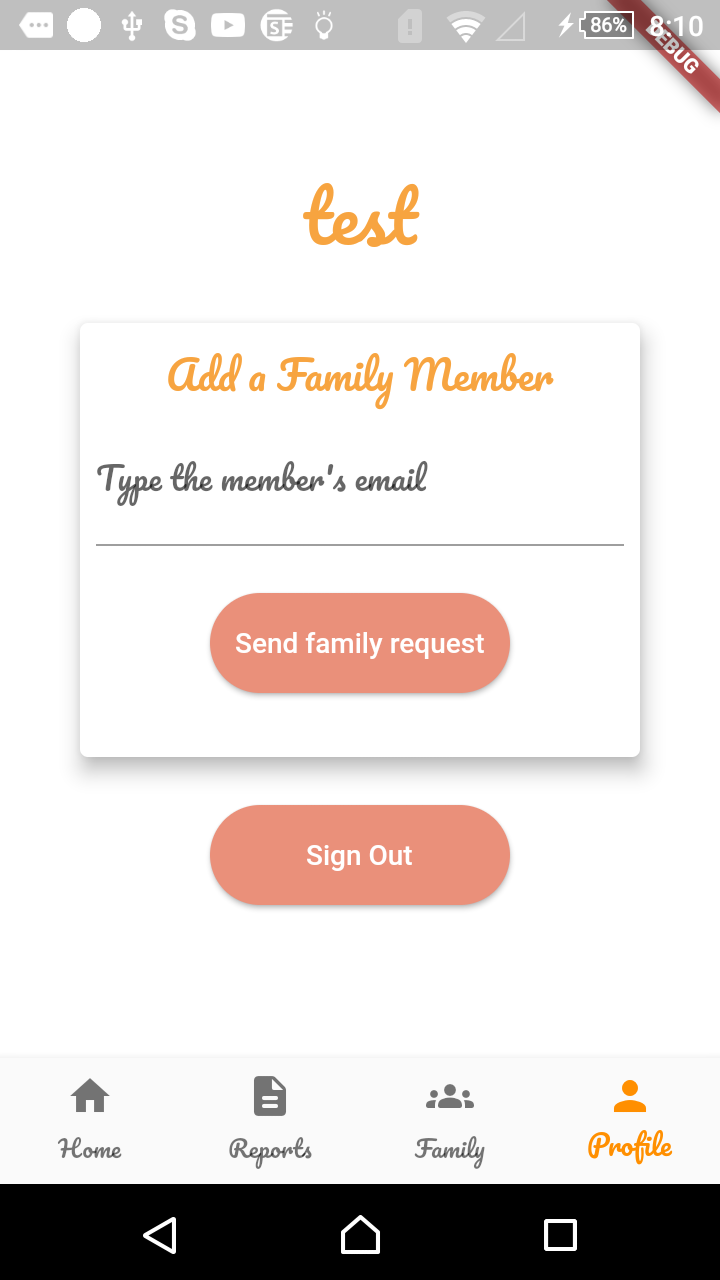 86% 8:10
DEBUG
test
Add a Family Member
Type the member's email
Send family request
Sign Out
Home Reports Family Profile